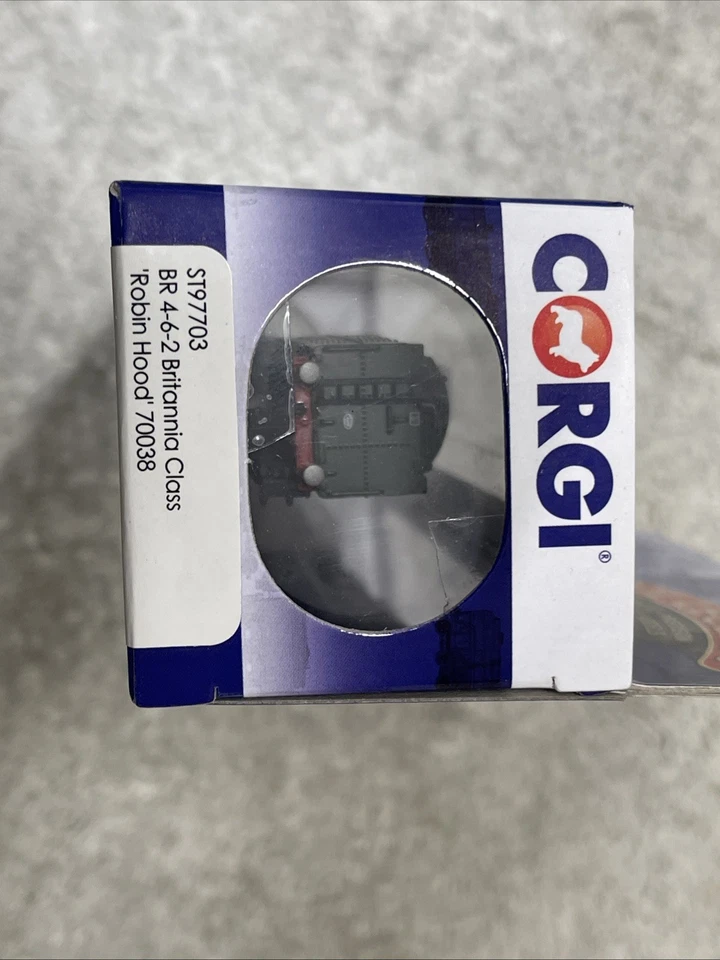 CORGI®
ST97703
BR 4-6-2 Britannia Class
'Robin Hood' 70038